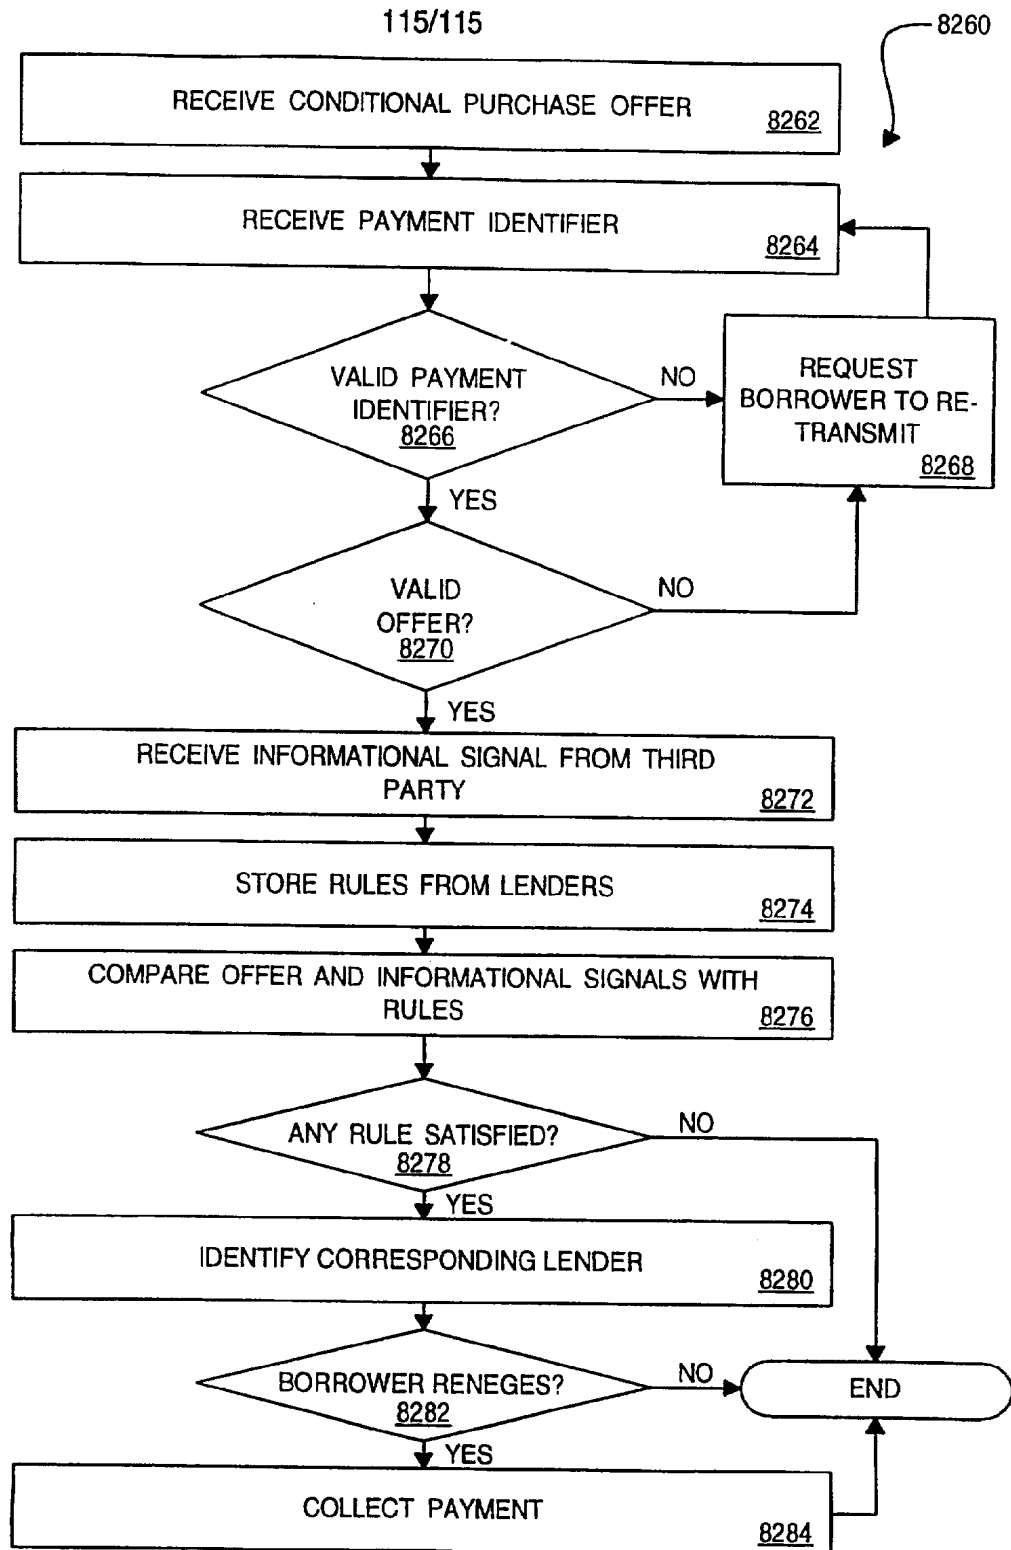 115/115
8260
RECEIVE CONDITIONAL PURCHASE OFFER
8262
RECEIVE PAYMENT IDENTIFIER
8264
VALID PAYMENT
IDENTIFIER?
8266
NO
REQUEST
BORROWER TO RE-
TRANSMIT
8268
YES
VALID
OFFER?
8270
NO
YES
RECEIVE INFORMATIONAL SIGNAL FROM THIRD
PARTY
8272
STORE RULES FROM LENDERS
8274
COMPARE OFFER AND INFORMATIONAL SIGNALS WITH
RULES
8276
ANY RULE SATISFIED?
8278
NO
YES
IDENTIFY CORRESPONDING LENDER
8280
BORROWER RENEGES?
8282
NO
END
YES
COLLECT PAYMENT
8284